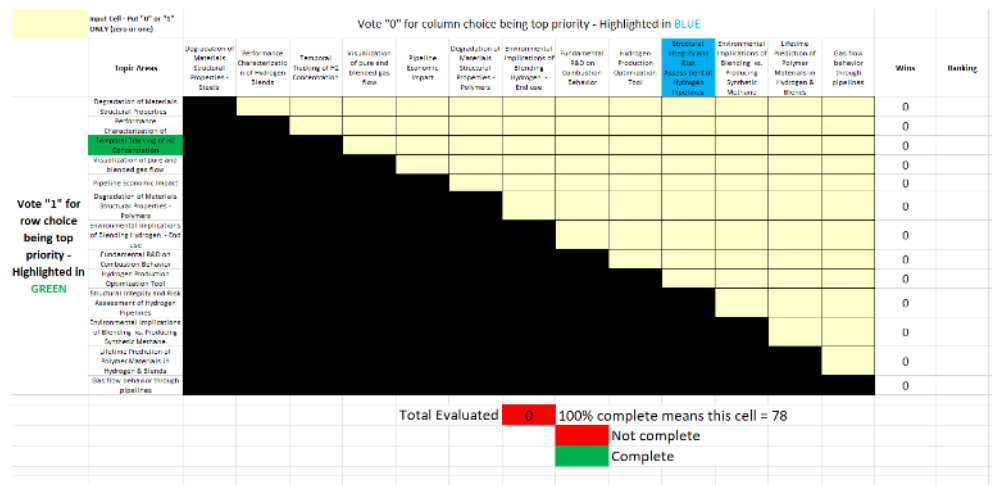 Input Cell - Put "0" or "1"
ONLY (zero or one)
Vote "0" for column choice being top priority - Highlighted in BLUE
Topic Areas
Degradation of
Materials
Structural
Properties -
Steels
Performance
Characterizatio
n of Hydrogen
Blends
Temporal
Tracking of H2
Concentration
Visualization
of pure and
blended gas
flow
Pipeline
Economic
Impact
Degradation of
Materials
Structural
Properties -
Polymers
Environmental
Implications of
Blending
Hydrogen -
End use
Fundamental
R&D on
Combustion
Behavior
Hydrogen
Production
Optimization
Tool
Structural
Integrity and
Risk
Assessment of
Hydrogen
Pipelines
Environmental
Implications of
Blending vs.
Producing
Synthetic
Methane
Lifetime
Prediction of
Polymer
Materials in
Hydrogen &
Blends
Gas flow
behavior
through
pipelines
Wins
Ranking
Vote "1" for
row choice
being top
priority -
Highlighted in
GREEN
Degradation of Materials
Structural Properties
0
Performance
Characterization of
0
Temporal Tracking of H2
Concentration
0
Visualization of pure and
blended gas flow
0
Pipeline Economic Impact
0
Degradation of Materials
Structural Properties -
Polymers
0
Environmental Implications
of Blending Hydrogen - End
use
0
Fundamental R&D on
Combustion Behavior
0
Hydrogen Production
Optimization Tool
0
Structural Integrity and Risk
Assessment of Hydrogen
Pipelines
0
Environmental Implications
of Blending vs. Producing
Synthetic Methane
0
Lifetime Prediction of
Polymer Materials in
Hydrogen & Blends
0
Gas flow behavior through
pipelines
0
Total Evaluated 0 100% complete means this cell = 78
Not complete
Complete